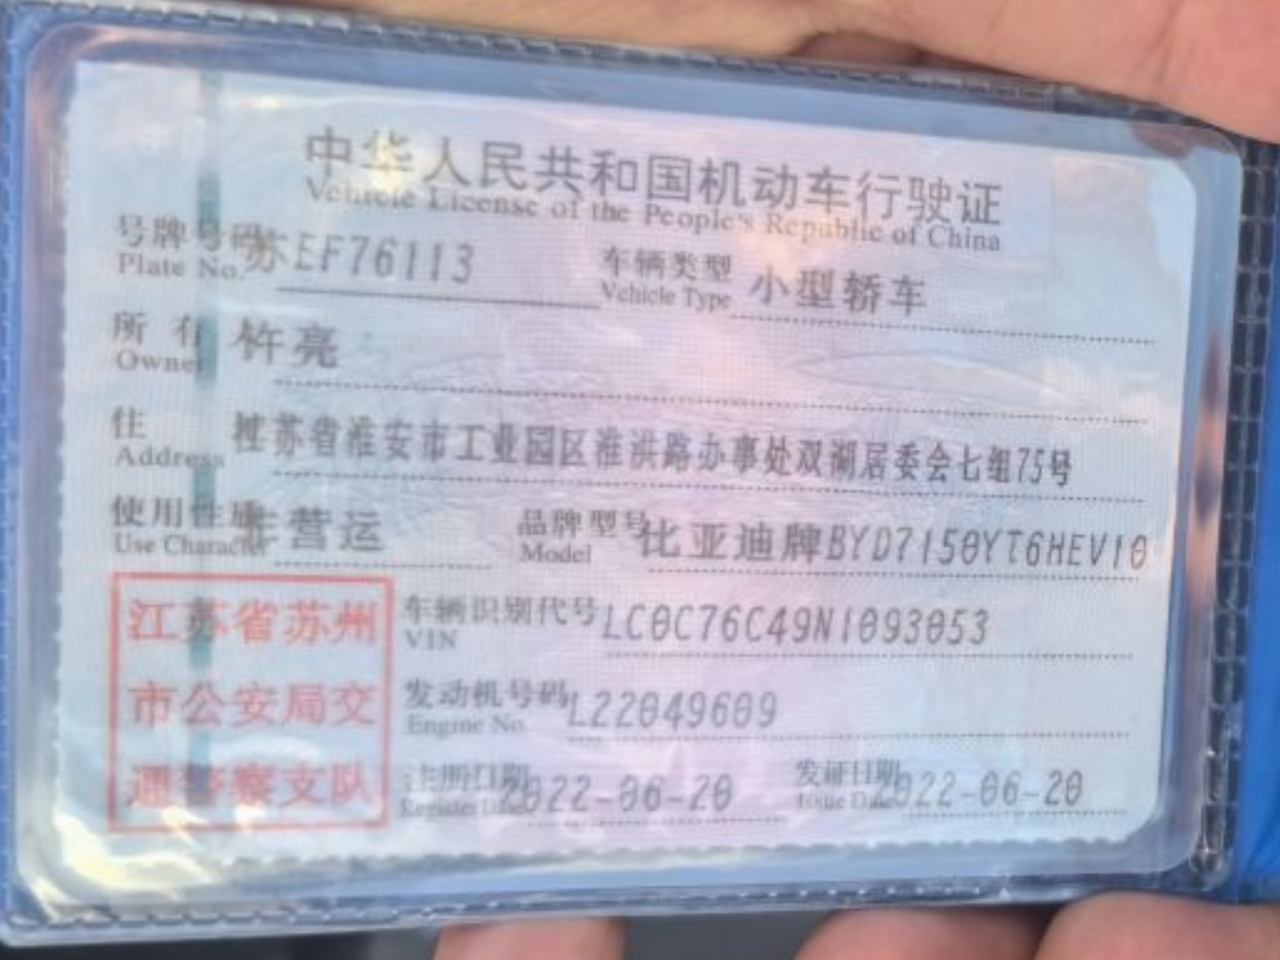 中华人民共和国机动车行驶证
Vehicle License of the People's Republic of China
号牌号码 苏EF76113 车辆类型 小型轿车
Plate No. Vehicle Type
所有 许亮
Owner
住 江苏省淮安市工业园区淮洪路办事处双湖居委会七组75号
Address
使用性质 非营运 品牌型号 比亚迪牌BYD7150YT6HEV10
Use Character Model
江苏省苏州
市公安局交
通警察支队
车辆识别代号 LC0C76C49N1093053
VIN
发动机号码 L22049609
Engine No.
注册日期 2022-06-20 发证日期 2022-06-20
Register Date Issue Date